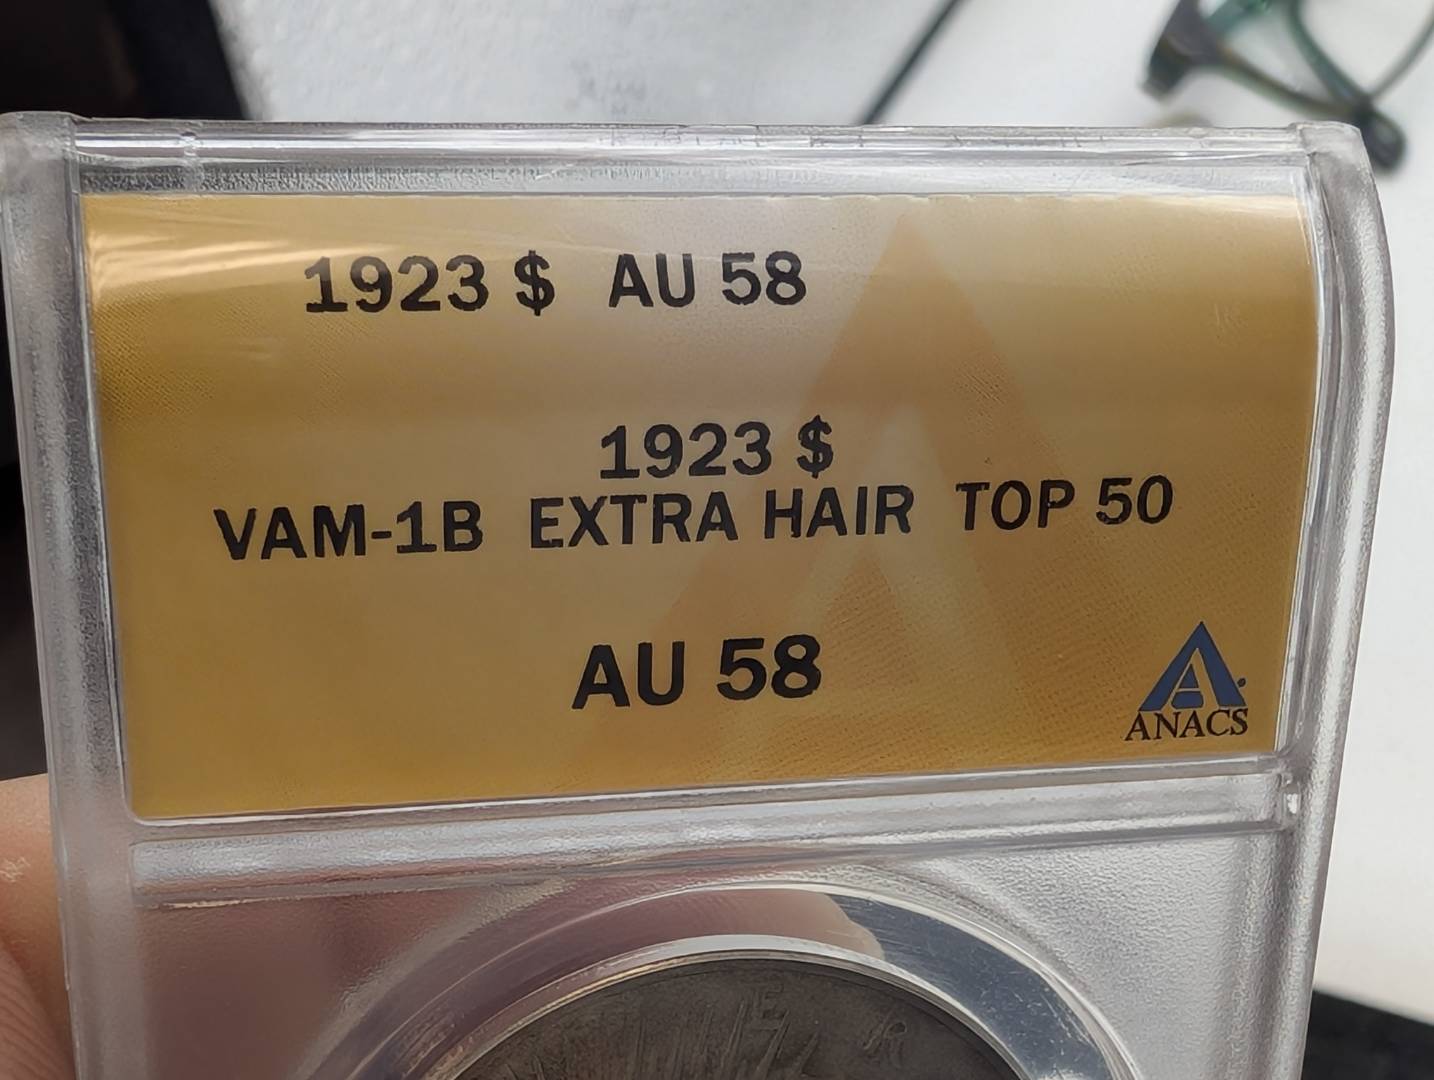 1923 $ AU 58
1923 $
VAM-1B EXTRA HAIR TOP 50
AU 58
ANACS